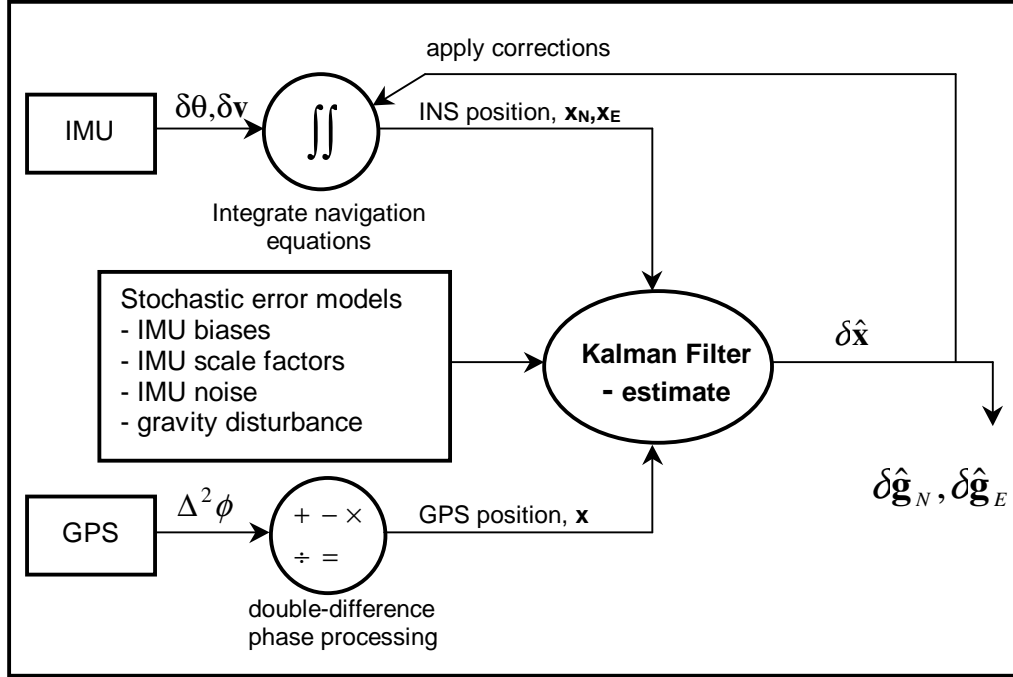 apply corrections
IMU
δθ,δv
∬
INS position, x_N,x_E
Integrate navigation
equations
Stochastic error models
- IMU biases
- IMU scale factors
- IMU noise
- gravity disturbance
Kalman Filter
- estimate
δx̂
δĝ_N, δĝ_E
GPS
Δ²ϕ
+ − ×
÷ =
GPS position, x
double-difference
phase processing